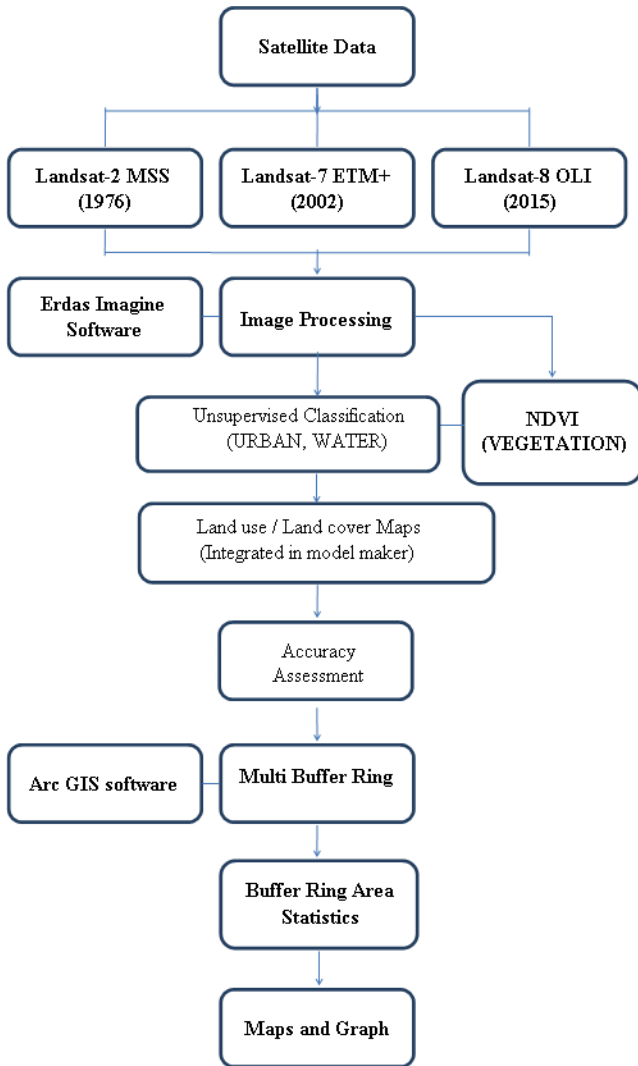 Satellite Data
Landsat-2 MSS
(1976)
Landsat-7 ETM+
(2002)
Landsat-8 OLI
(2015)
Erdas Imagine
Software
Image Processing
Unsupervised Classification
(URBAN, WATER)
NDVI
(VEGETATION)
Land use / Land cover Maps
(Integrated in model maker)
Accuracy
Assessment
Arc GIS software
Multi Buffer Ring
Buffer Ring Area
Statistics
Maps and Graph